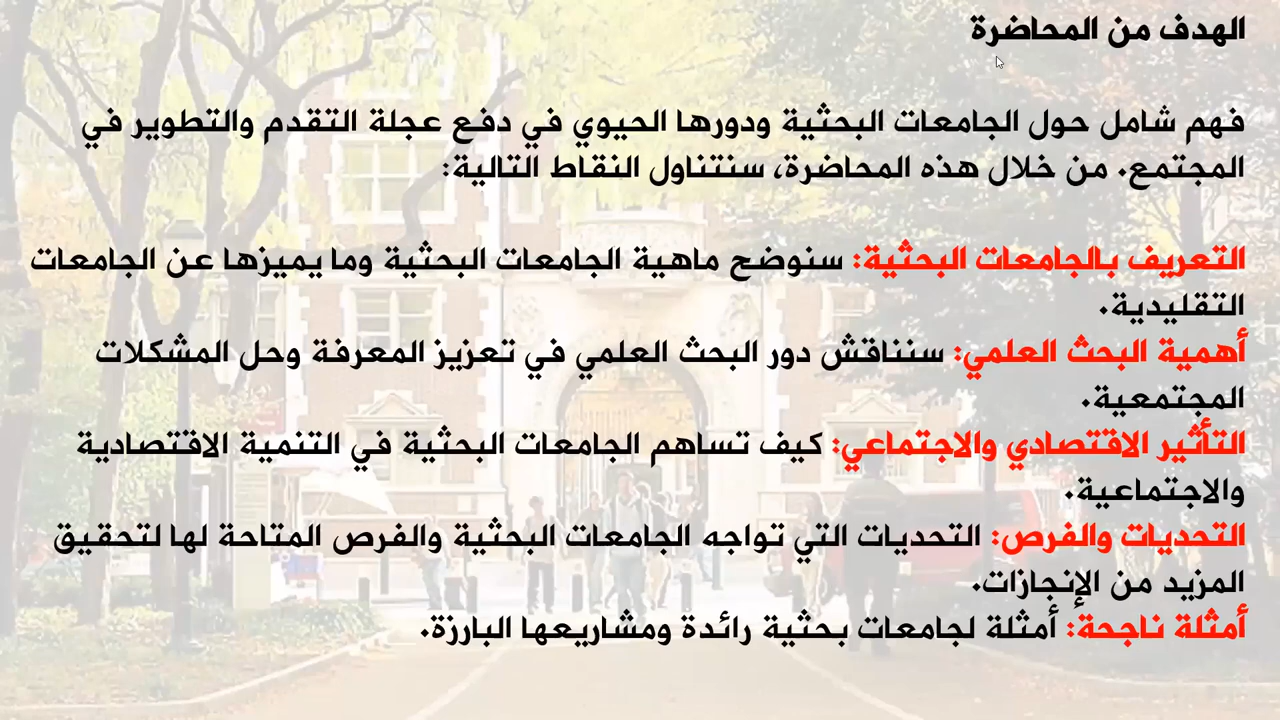 الهدف من المحاضرة
فهم شامل حول الجامعات البحثية ودورها الحيوي في دفع عجلة التقدم والتطوير في
المجتمع. من خلال هذه المحاضرة، سنتناول النقاط التالية:
التعريف بالجامعات البحثية: سنوضح ماهية الجامعات البحثية وما يميزها عن الجامعات
التقليدية.
أهمية البحث العلمي: سنناقش دور البحث العلمي في تعزيز المعرفة وحل المشكلات
المجتمعية.
التأثير الاقتصادي والاجتماعي: كيف تساهم الجامعات البحثية في التنمية الاقتصادية
والاجتماعية.
التحديات والفرص: التحديات التي تواجه الجامعات البحثية والفرص المتاحة لها لتحقيق
المزيد من الإنجازات.
أمثلة ناجحة: أمثلة لجامعات بحثية رائدة ومشاريعها البارزة.